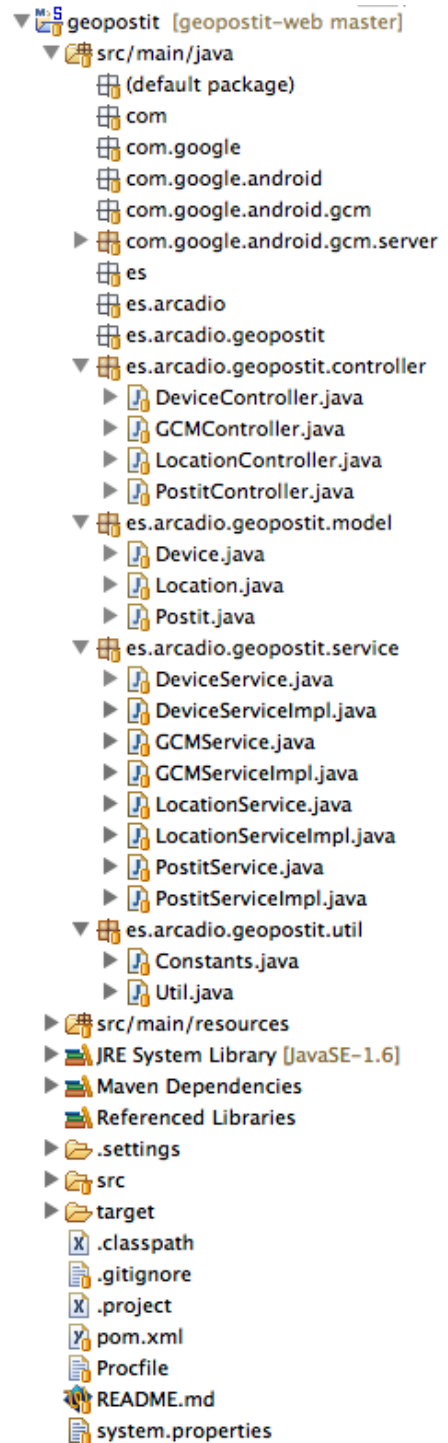 geopostit [geopostit-web master]
src/main/java
(default package)
com
com.google
com.google.android
com.google.android.gcm
com.google.android.gcm.server
es
es.arcadio
es.arcadio.geopostit
es.arcadio.geopostit.controller
DeviceController.java
GCMController.java
LocationController.java
PostitController.java
es.arcadio.geopostit.model
Device.java
Location.java
Postit.java
es.arcadio.geopostit.service
DeviceService.java
DeviceServiceImpl.java
GCMService.java
GCMServiceImpl.java
LocationService.java
LocationServiceImpl.java
PostitService.java
PostitServiceImpl.java
es.arcadio.geopostit.util
Constants.java
Util.java
src/main/resources
JRE System Library [JavaSE-1.6]
Maven Dependencies
Referenced Libraries
.settings
src
target
.classpath
.gitignore
.project
pom.xml
Procfile
README.md
system.properties